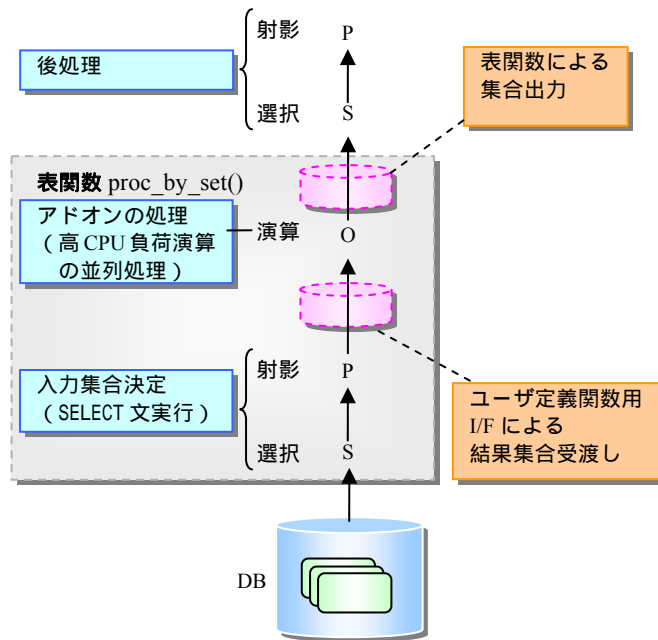 射影
P
後処理
選択
S
表関数による
集合出力
表関数 proc_by_set()
アドオンの処理
（高 CPU 負荷演算
の並列処理）
演算
O
入力集合決定
（SELECT 文実行）
射影
P
選択
S
ユーザ定義関数用
I/F による
結果集合受渡し
DB